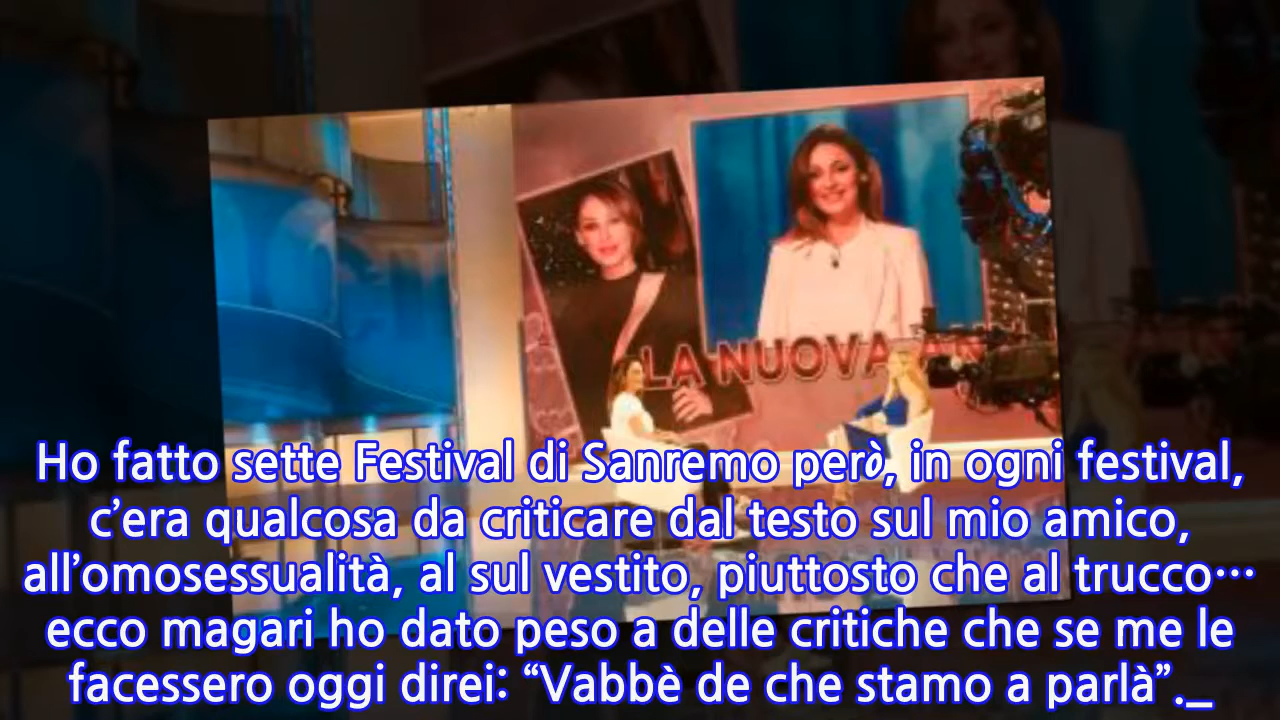 LA NUOVA AN
Ho fatto sette Festival di Sanremo però, in ogni festival,
c’era qualcosa da criticare dal testo sul mio amico,
all’omosessualità, al sul vestito, piuttosto che al trucco…
ecco magari ho dato peso a delle critiche che se me le
facessero oggi direi: “Vabbè de che stamo a parlà”._